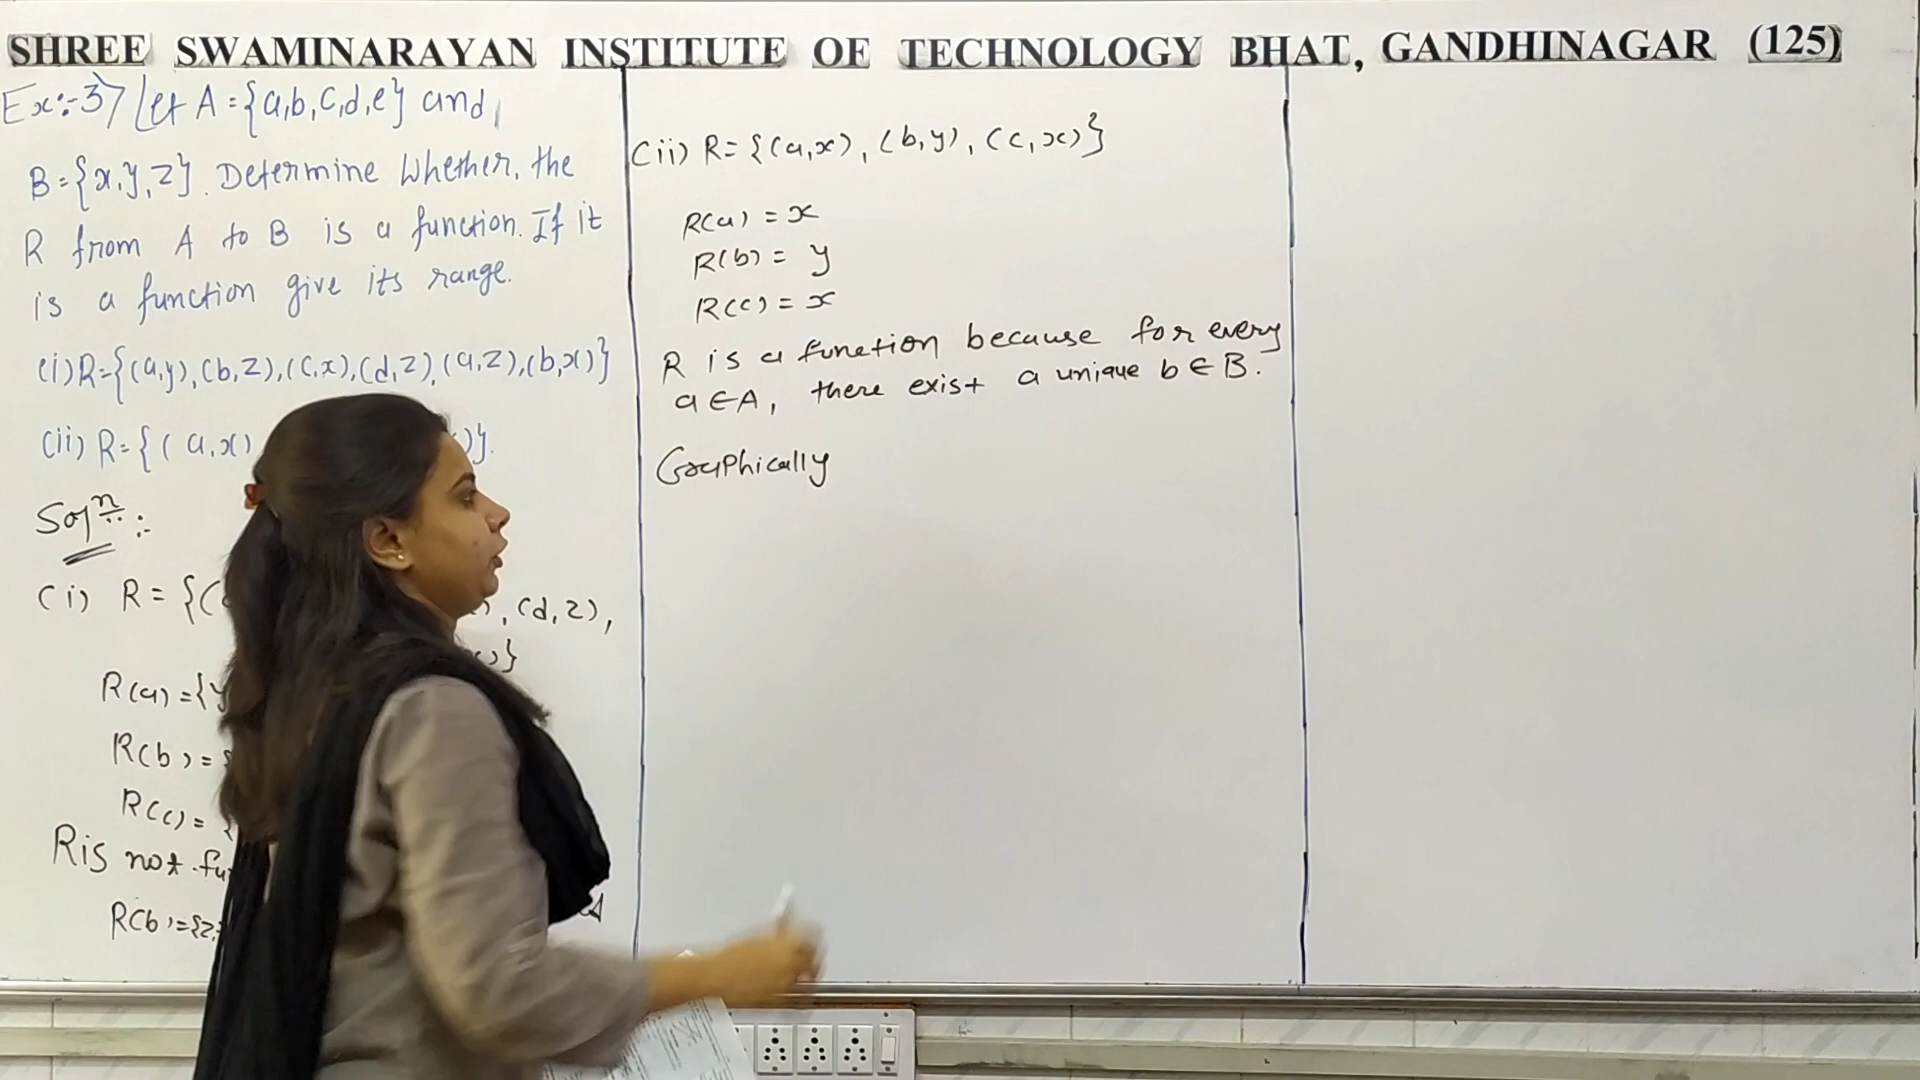 SHREE SWAMINARAYAN INSTITUTE OF TECHNOLOGY BHAT, GANDHINAGAR (125)
Ex:-3> Let A={a,b,c,d,e} and
B={x,y,z}. Determine whether, the
R from A to B is a function. If it
is a function give its range.
(i) R={(a,y),(b,z),(c,x),(d,z),(a,z),(b,x)}
(ii) R={(a,x) )}.
Solⁿ:
(i) R={( ), (d,z),
)}
R(a)={y
R(b)={
R(c)={
R is not fu
R(b)={z,
(ii) R={(a,x), (b,y), (c,x)}
R(a)=x
R(b)=y
R(c)=x
R is a function because for every
a∈A, there exist a unique b∈B.
Graphically